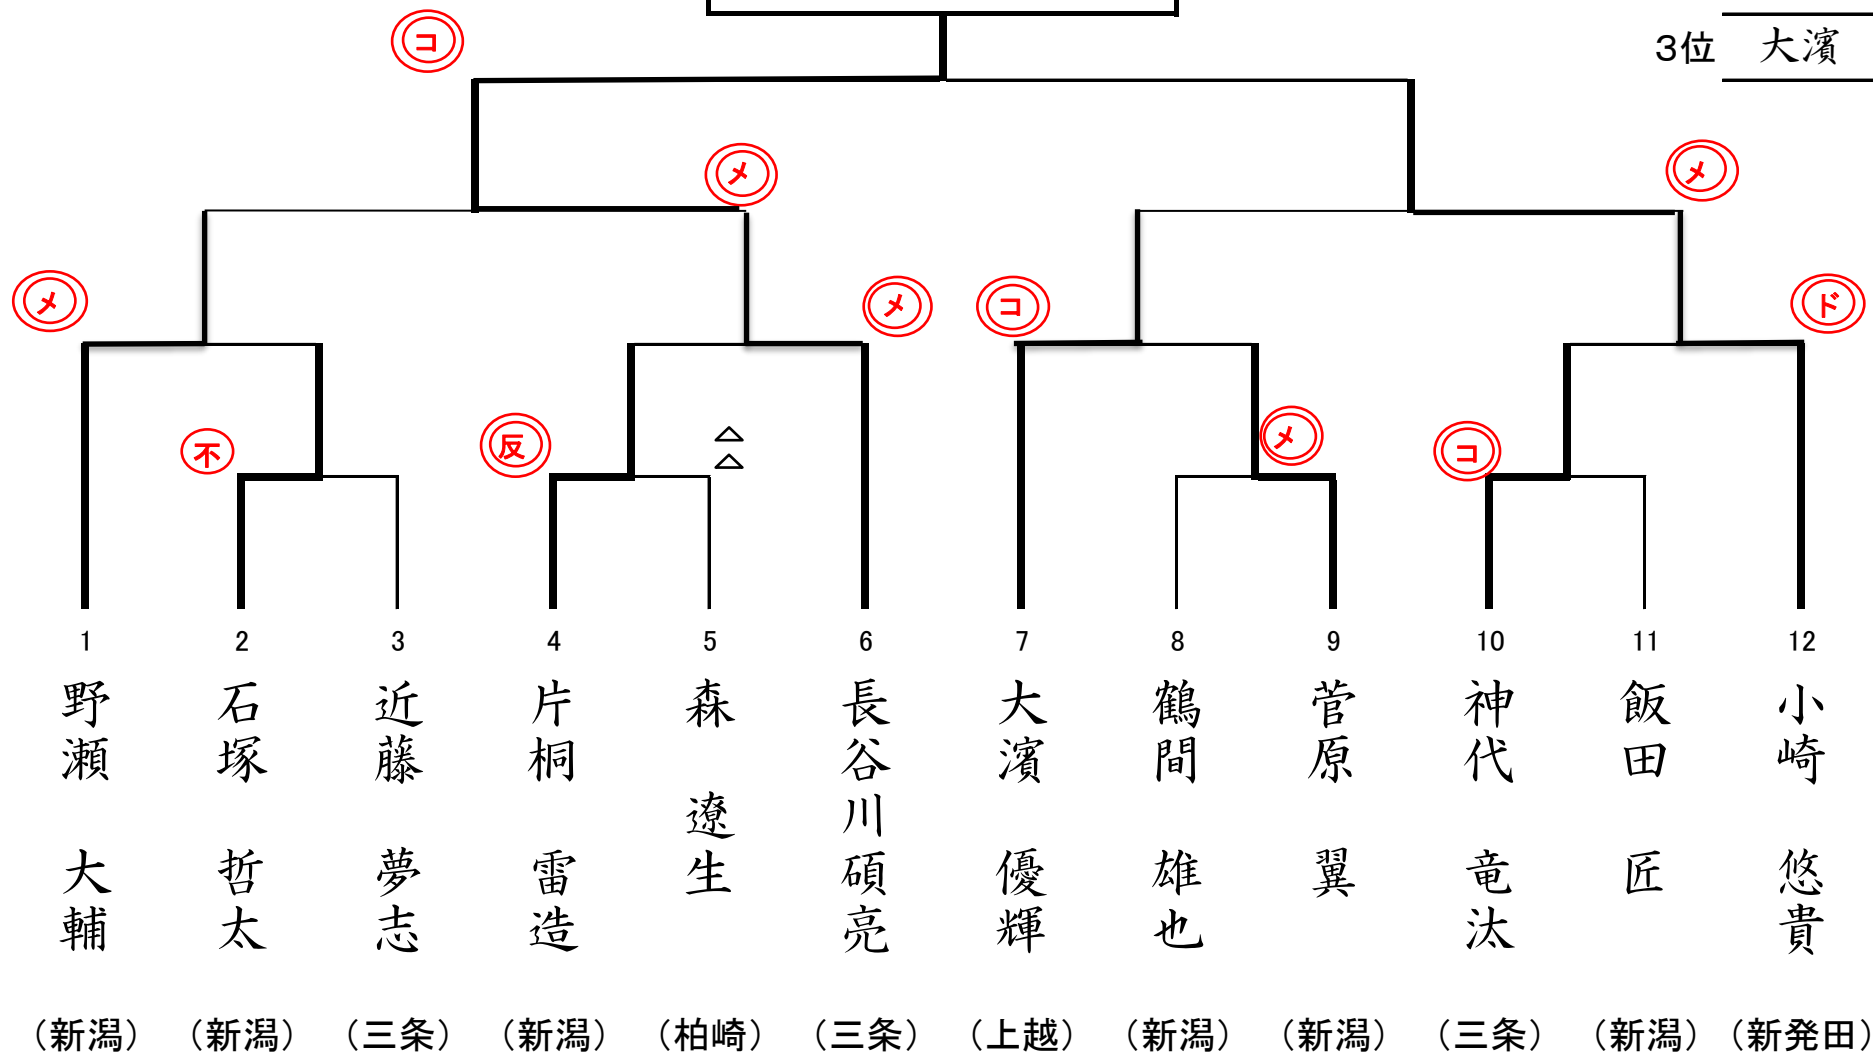 コ
3位 大濱
メ メ
メ メ コ ド
不 反 △ △ メ コ
1 2 3 4 5 6 7 8 9 10 11 12
野瀬 大輔
石塚 哲太
近藤 夢志
片桐 雷造
森 遼生
長谷川碩亮
大濱 優輝
鶴間 雄也
菅原 翼
神代 竜汰
飯田 匠
小崎 悠貴
（新潟） （新潟） （三条） （新潟） （柏崎） （三条） （上越） （新潟） （新潟） （三条） （新潟） （新発田）